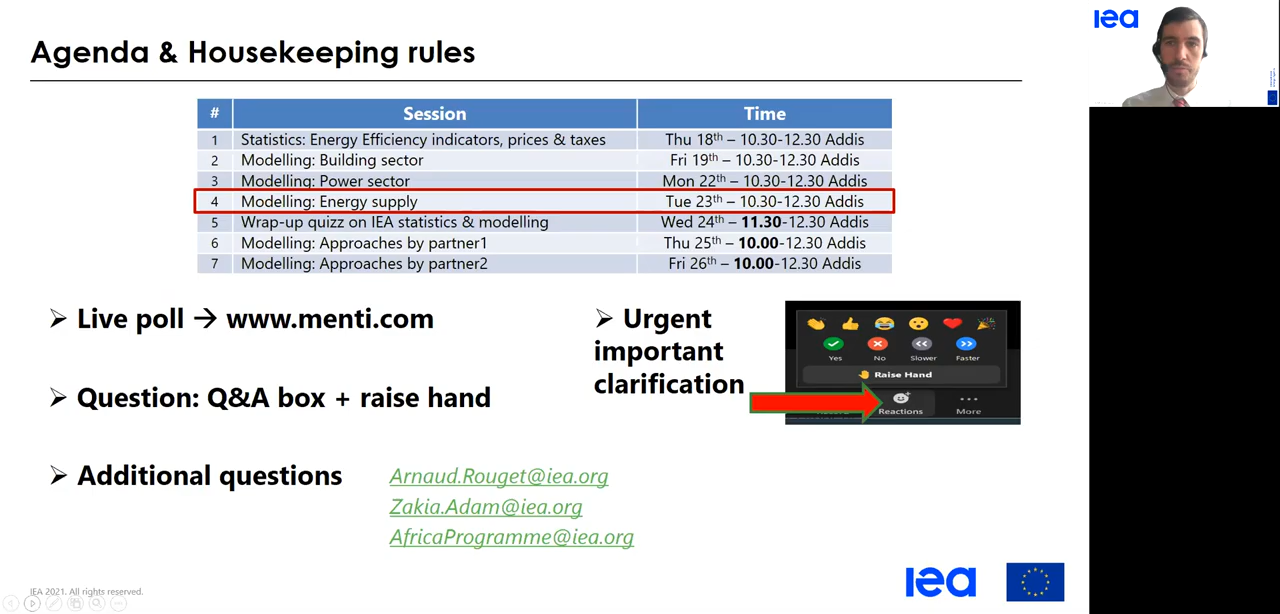 iea
Agenda & Housekeeping rules
# Session Time
1 Statistics: Energy Efficiency indicators, prices & taxes Thu 18th – 10.30-12.30 Addis
2 Modelling: Building sector Fri 19th – 10.30-12.30 Addis
3 Modelling: Power sector Mon 22th – 10.30-12.30 Addis
4 Modelling: Energy supply Tue 23th – 10.30-12.30 Addis
5 Wrap-up quizz on IEA statistics & modelling Wed 24th – 11.30-12.30 Addis
6 Modelling: Approaches by partner1 Thu 25th – 10.00-12.30 Addis
7 Modelling: Approaches by partner2 Fri 26th – 10.00-12.30 Addis
➢ Live poll → www.menti.com
➢ Urgent
important
clarification
Yes No Slower Faster
Raise Hand
Reactions More
➢ Question: Q&A box + raise hand
➢ Additional questions
Arnaud.Rouget@iea.org
Zakia.Adam@iea.org
AfricaProgramme@iea.org
IEA 2021. All rights reserved.
iea